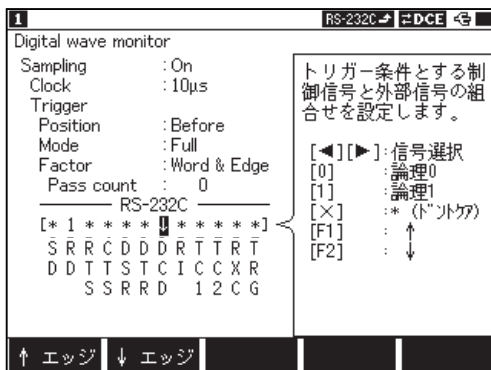 1 RS-232C ⇄DCE
Digital wave monitor
Sampling :On
Clock :10μs
Trigger
Position :Before
Mode :Full
Factor :Word & Edge
Pass count : 0
RS-232C
[* 1 * * * * ↓ * * * * *]
S R R C D D D R T T R T
D D T T S T C I C C X R
S S R R D 1 2 C G
トリガー条件とする制
御信号と外部信号の組
合せを設定します。
[◀][▶]:信号選択
[0] :論理0
[1] :論理1
[×] :* (ドントケア)
[F1] : ↑
[F2] : ↓
↑ エッジ ↓ エッジ